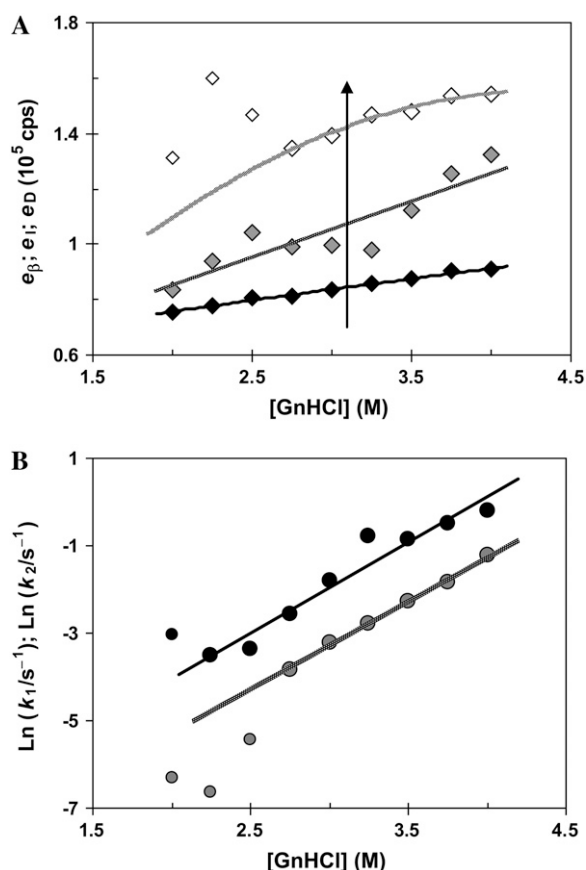 A
1.8
1.4
1
0.6
eβ; eI; eD (10⁵ cps)
1.5 2.5 3.5 4.5
[GnHCl] (M)
B
1
-1
-3
-5
-7
Ln (k₁/s⁻¹); Ln (k₂/s⁻¹)
1.5 2.5 3.5 4.5
[GnHCl] (M)